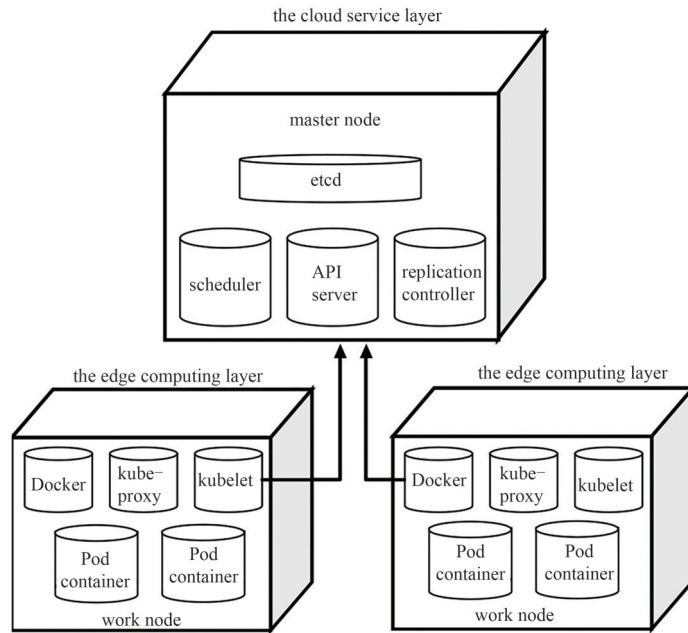 the cloud service layer
master node
etcd
scheduler
API
server
replication
controller
the edge computing layer
Docker
kube-
proxy
kubelet
Pod
container
Pod
container
work node
the edge computing layer
Docker
kube-
proxy
kubelet
Pod
container
Pod
container
work node